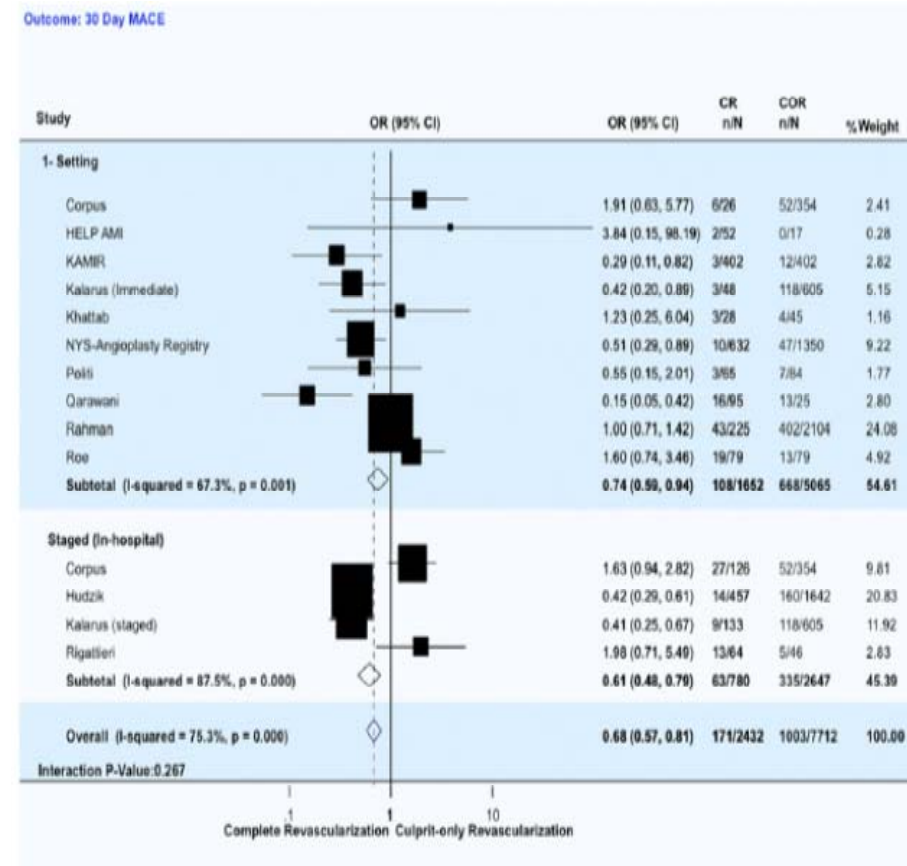 Outcome: 30 Day MACE
CR COR
Study OR (95% CI) OR (95% CI) n/N n/N %Weight
1- Setting
Corpus 1.91 (0.63, 5.77) 6/26 52/354 2.41
HELP AMI 3.84 (0.15, 98.19) 2/52 0/17 0.28
KAMIR 0.29 (0.11, 0.82) 3/402 12/402 2.82
Kalarus (Immediate) 0.42 (0.20, 0.89) 3/48 118/605 5.15
Khattab 1.23 (0.25, 6.04) 3/28 4/45 1.16
NYS-Angioplasty Registry 0.51 (0.29, 0.89) 10/632 47/1350 9.22
Politi 0.55 (0.15, 2.01) 3/65 7/84 1.77
Qarawani 0.15 (0.05, 0.42) 16/95 13/25 2.80
Rahman 1.00 (0.71, 1.42) 43/225 402/2104 24.08
Roe 1.60 (0.74, 3.46) 19/79 13/79 4.92
Subtotal (I-squared = 67.3%, p = 0.001) 0.74 (0.59, 0.94) 108/1652 668/5065 54.61
Staged (In-hospital)
Corpus 1.63 (0.94, 2.82) 27/126 52/354 9.81
Hudzik 0.42 (0.29, 0.61) 14/457 160/1642 20.83
Kalarus (staged) 0.41 (0.25, 0.67) 9/133 118/605 11.92
Rigattieri 1.98 (0.71, 5.49) 13/64 5/46 2.83
Subtotal (I-squared = 87.5%, p = 0.000) 0.61 (0.48, 0.79) 63/780 335/2647 45.39
Overall (I-squared = 75.3%, p = 0.000) 0.68 (0.57, 0.81) 171/2432 1003/7712 100.00
Interaction P-Value:0.267
.1 1 10
Complete Revascularization Culprit-only Revascularization